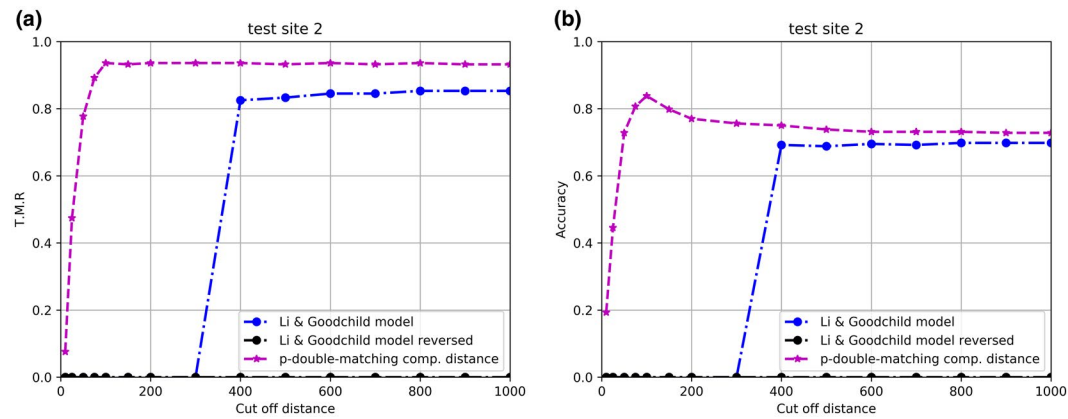 (a)
test site 2
T.M.R
1.0
0.8
0.6
0.4
0.2
0.0
0
200
400
600
800
1000
Cut off distance
Li & Goodchild model
Li & Goodchild model reversed
p-double-matching comp. distance
(b)
test site 2
Accuracy
1.0
0.8
0.6
0.4
0.2
0.0
0
200
400
600
800
1000
Cut off distance
Li & Goodchild model
Li & Goodchild model reversed
p-double-matching comp. distance